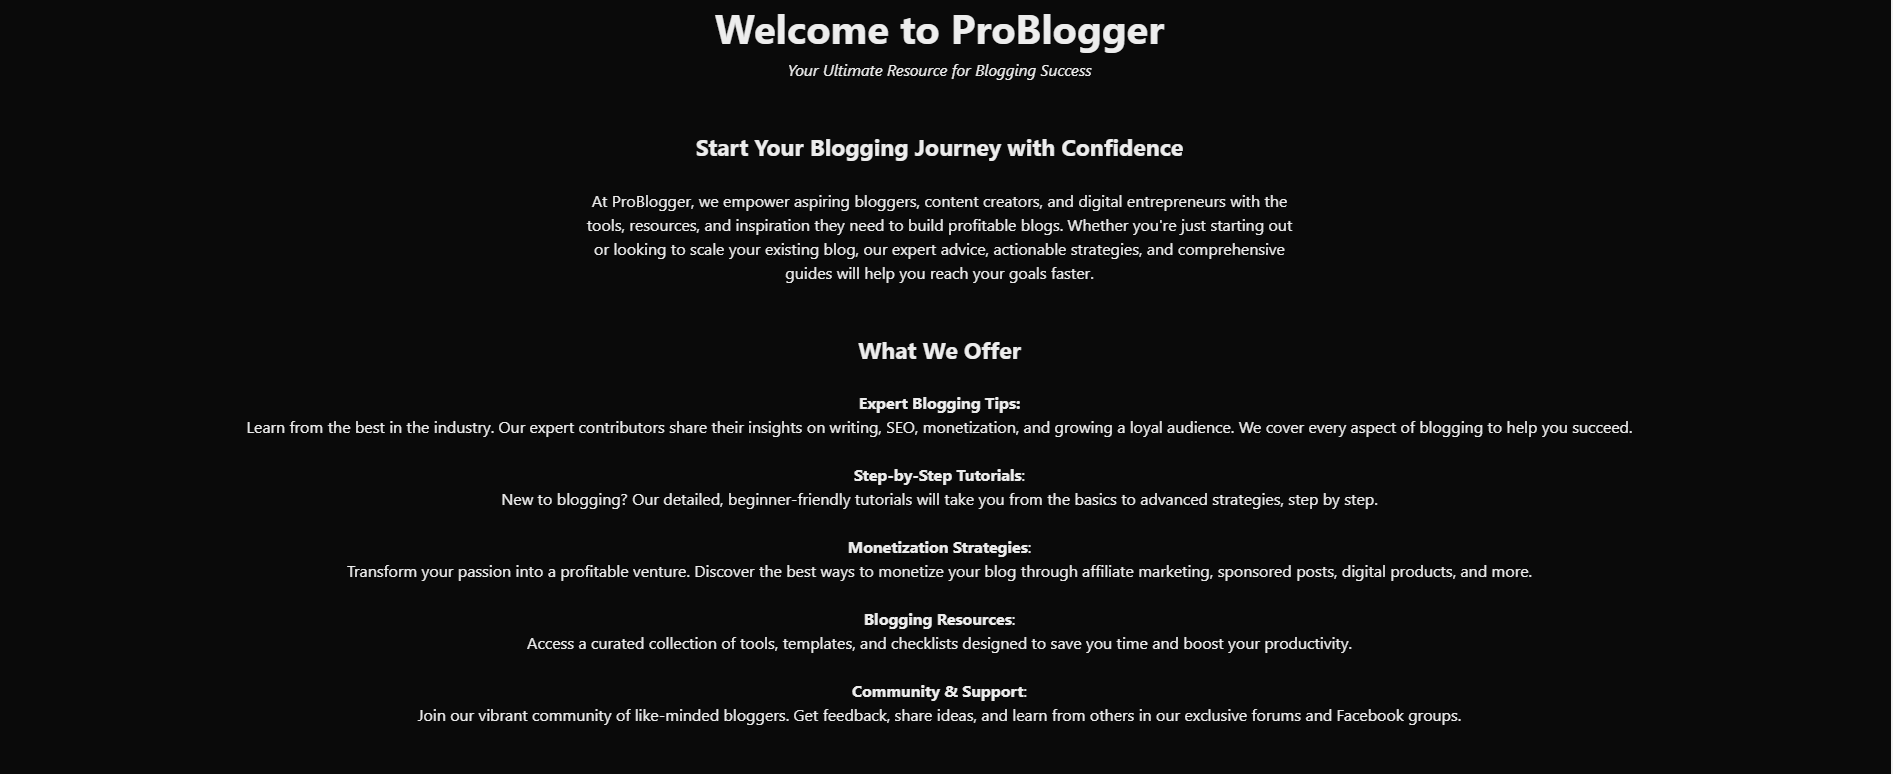 Welcome to ProBlogger
Your Ultimate Resource for Blogging Success
Start Your Blogging Journey with Confidence
At ProBlogger, we empower aspiring bloggers, content creators, and digital entrepreneurs with the
tools, resources, and inspiration they need to build profitable blogs. Whether you're just starting out
or looking to scale your existing blog, our expert advice, actionable strategies, and comprehensive
guides will help you reach your goals faster.
What We Offer
Expert Blogging Tips:
Learn from the best in the industry. Our expert contributors share their insights on writing, SEO, monetization, and growing a loyal audience. We cover every aspect of blogging to help you succeed.
Step-by-Step Tutorials:
New to blogging? Our detailed, beginner-friendly tutorials will take you from the basics to advanced strategies, step by step.
Monetization Strategies:
Transform your passion into a profitable venture. Discover the best ways to monetize your blog through affiliate marketing, sponsored posts, digital products, and more.
Blogging Resources:
Access a curated collection of tools, templates, and checklists designed to save you time and boost your productivity.
Community & Support:
Join our vibrant community of like-minded bloggers. Get feedback, share ideas, and learn from others in our exclusive forums and Facebook groups.